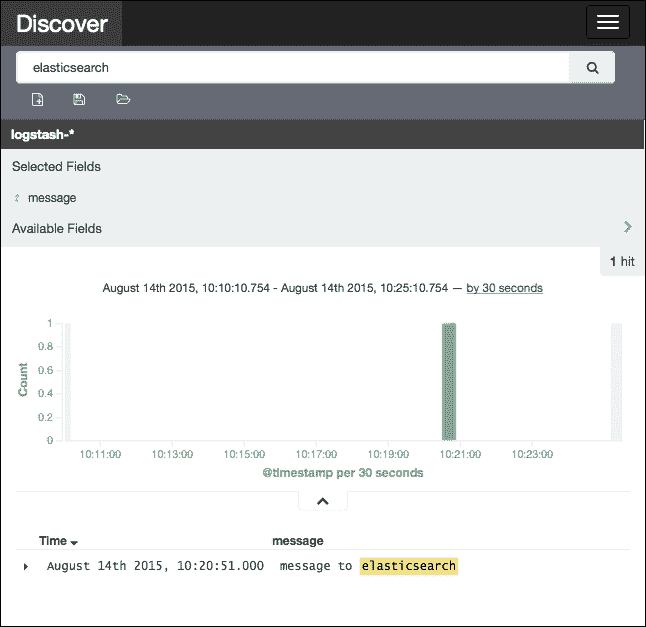 Discover
elasticsearch
logstash-*
Selected Fields
t message
Available Fields
1 hit
August 14th 2015, 10:10:10.754 - August 14th 2015, 10:25:10.754 — by 30 seconds
1
0.8
0.6
0.4
0.2
0
Count
10:11:00 10:13:00 10:15:00 10:17:00 10:19:00 10:21:00 10:23:00
@timestamp per 30 seconds
Time message
August 14th 2015, 10:20:51.000 message to elasticsearch